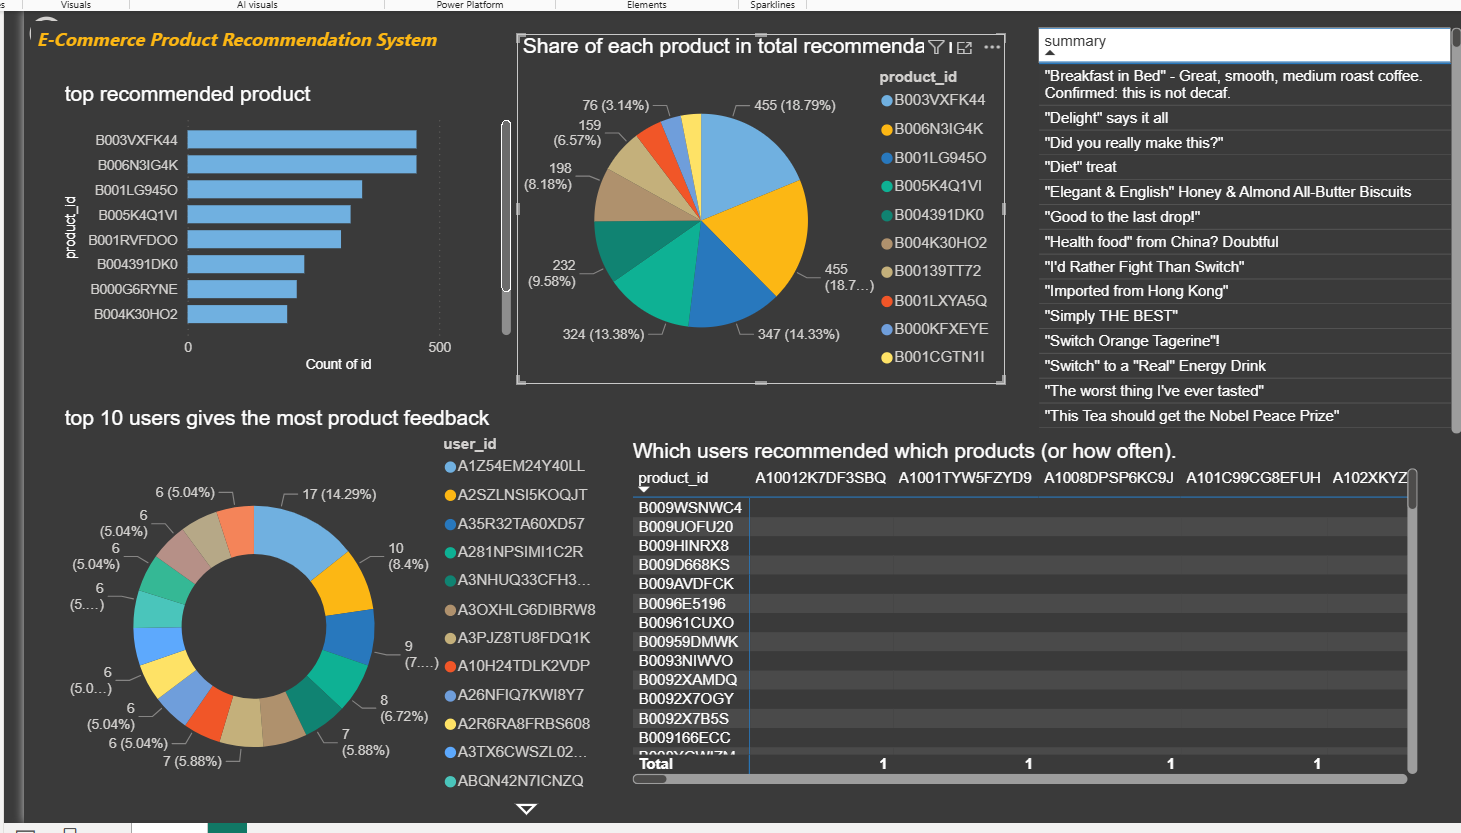 Visuals
AI visuals
Power Platform
Elements
Sparklines
E-Commerce Product Recommendation System
top recommended product
product_id
B003VXFK44
B006N3IG4K
B001LG945O
B005K4Q1VI
B001RVFDOO
B004391DK0
B000G6RYNE
B004K30HO2
0
500
Count of id
Share of each product in total recommenda
455 (18.79%)
455
(18.7...)
347 (14.33%)
324 (13.38%)
232
(9.58%)
198
(8.18%)
159
(6.57%)
76 (3.14%)
product_id
B003VXFK44
B006N3IG4K
B001LG945O
B005K4Q1VI
B004391DK0
B004K30HO2
B00139TT72
B001LXYA5Q
B000KFXEYE
B001CGTN1I
summary
"Breakfast in Bed" - Great, smooth, medium roast coffee.
Confirmed: this is not decaf.
"Delight" says it all
"Did you really make this?"
"Diet" treat
"Elegant & English" Honey & Almond All-Butter Biscuits
"Good to the last drop!"
"Health food" from China? Doubtful
"I'd Rather Fight Than Switch"
"Imported from Hong Kong"
"Simply THE BEST"
"Switch Orange Tagerine"!
"Switch" to a "Real" Energy Drink
"The worst thing I've ever tasted"
"This Tea should get the Nobel Peace Prize"
top 10 users gives the most product feedback
17 (14.29%)
10
(8.4%)
9
(7....)
8
(6.72%)
7
(5.88%)
7 (5.88%)
6 (5.04%)
6
(5.04%)
6
(5.0...)
6
(5....)
6
(5.04%)
6
(5.04%)
6 (5.04%)
user_id
A1Z54EM24Y40LL
A2SZLNSI5KOQJT
A35R32TA60XD57
A281NPSIMI1C2R
A3NHUQ33CFH3...
A3OXHLG6DIBRW8
A3PJZ8TU8FDQ1K
A10H24TDLK2VDP
A26NFIQ7KWI8Y7
A2R6RA8FRBS608
A3TX6CWSZL02...
ABQN42N7ICNZQ
Which users recommended which products (or how often).
product_id A10012K7DF3SBQ A1001TYW5FZYD9 A1008DPSP6KC9J A101C99CG8EFUH A102XKYZ
B009WSNWC4
B009UOFU20
B009HINRX8
B009D668KS
B009AVDFCK
B0096E5196
B00961CUXO
B00959DMWK
B0093NIWVO
B0092XAMDQ
B0092X7OGY
B0092X7B5S
B009166ECC
Total 1 1 1 1